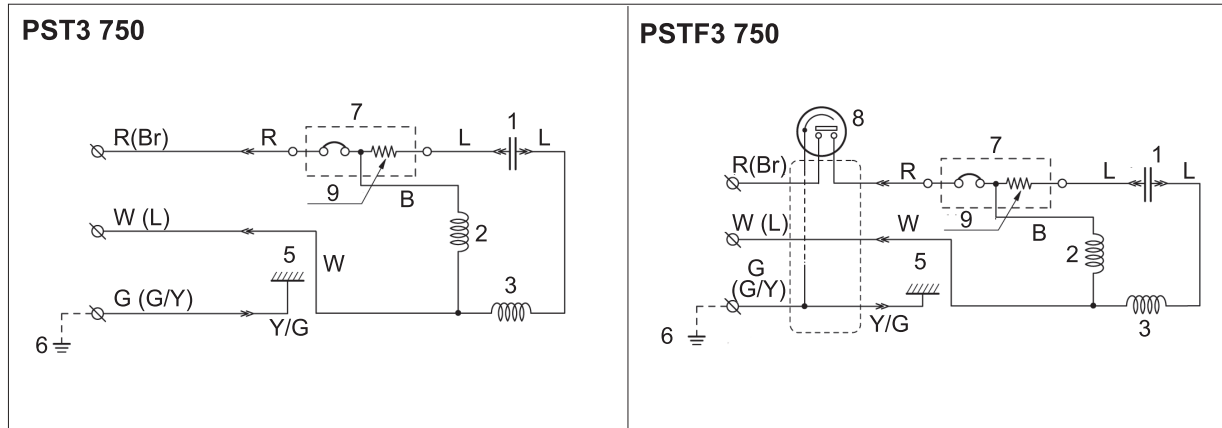 PST3 750
7
1
R(Br)
R
L
L
9
B
W (L)
2
5
W
3
G (G/Y)
Y/G
6
PSTF3 750
8
7
1
R(Br)
R
L
L
9
B
W (L)
W
2
5
G
(G/Y)
Y/G
3
6